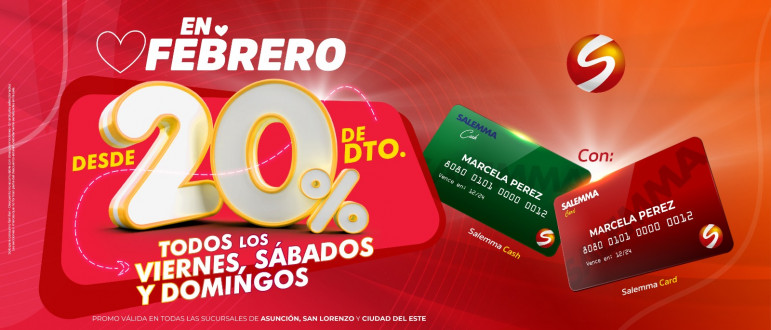 EN
FEBRERO
DESDE
20%
DE
DTO.
TODOS LOS
VIERNES, SÁBADOS
Y DOMINGOS
SALEMMA
Cash
MARCELA PEREZ
8080 0101 0000 0012
Vence en: 12/24
Salemma Cash
Con:
SALEMMA
Card
MARCELA PEREZ
8080 0101 0000 0012
Vence en: 12/24
Salemma Card
PROMO VÁLIDA EN TODAS LAS SUCURSALES DE ASUNCIÓN, SAN LORENZO Y CIUDAD DEL ESTE